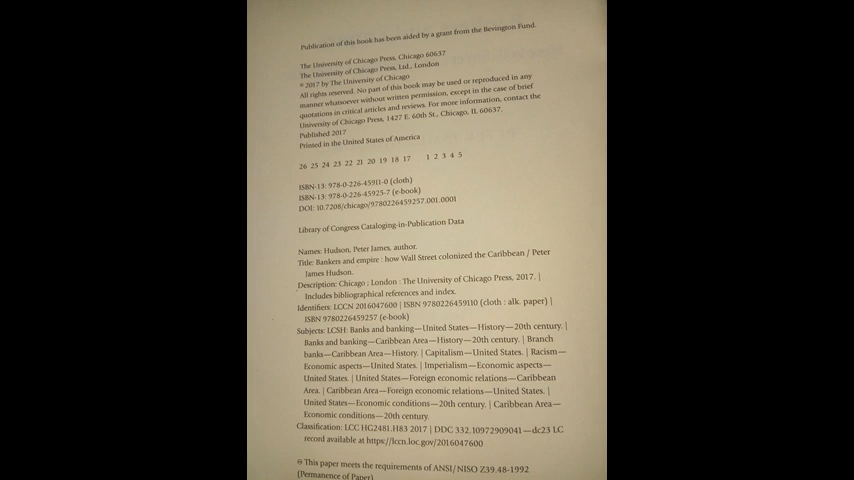 Publication of this book has been aided by a grant from the Bevington Fund.
The University of Chicago Press, Chicago 60637
The University of Chicago Press, Ltd., London
© 2017 by The University of Chicago
All rights reserved. No part of this book may be used or reproduced in any
manner whatsoever without written permission, except in the case of brief
quotations in critical articles and reviews. For more information, contact the
University of Chicago Press, 1427 E. 60th St., Chicago, IL 60637.
Published 2017
Printed in the United States of America
26 25 24 23 22 21 20 19 18 17 1 2 3 4 5
ISBN-13: 978-0-226-45911-0 (cloth)
ISBN-13: 978-0-226-45925-7 (e-book)
DOI: 10.7208/chicago/9780226459257.001.0001
Library of Congress Cataloging-in-Publication Data
Names: Hudson, Peter James, author.
Title: Bankers and empire : how Wall Street colonized the Caribbean / Peter
James Hudson.
Description: Chicago ; London : The University of Chicago Press, 2017. |
Includes bibliographical references and index.
Identifiers: LCCN 2016047600 | ISBN 9780226459110 (cloth : alk. paper) |
ISBN 9780226459257 (e-book)
Subjects: LCSH: Banks and banking—United States—History—20th century. |
Banks and banking—Caribbean Area—History—20th century. | Branch
banks—Caribbean Area—History. | Capitalism—United States. | Racism—
Economic aspects—United States. | Imperialism—Economic aspects—
United States. | United States—Foreign economic relations—Caribbean
Area. | Caribbean Area—Foreign economic relations—United States. |
United States—Economic conditions—20th century. | Caribbean Area—
Economic conditions—20th century.
Classification: LCC HG2481.H83 2017 | DDC 332.10972909041—dc23 LC
record available at https://lccn.loc.gov/2016047600
♾ This paper meets the requirements of ANSI/NISO Z39.48-1992
(Permanence of Paper)